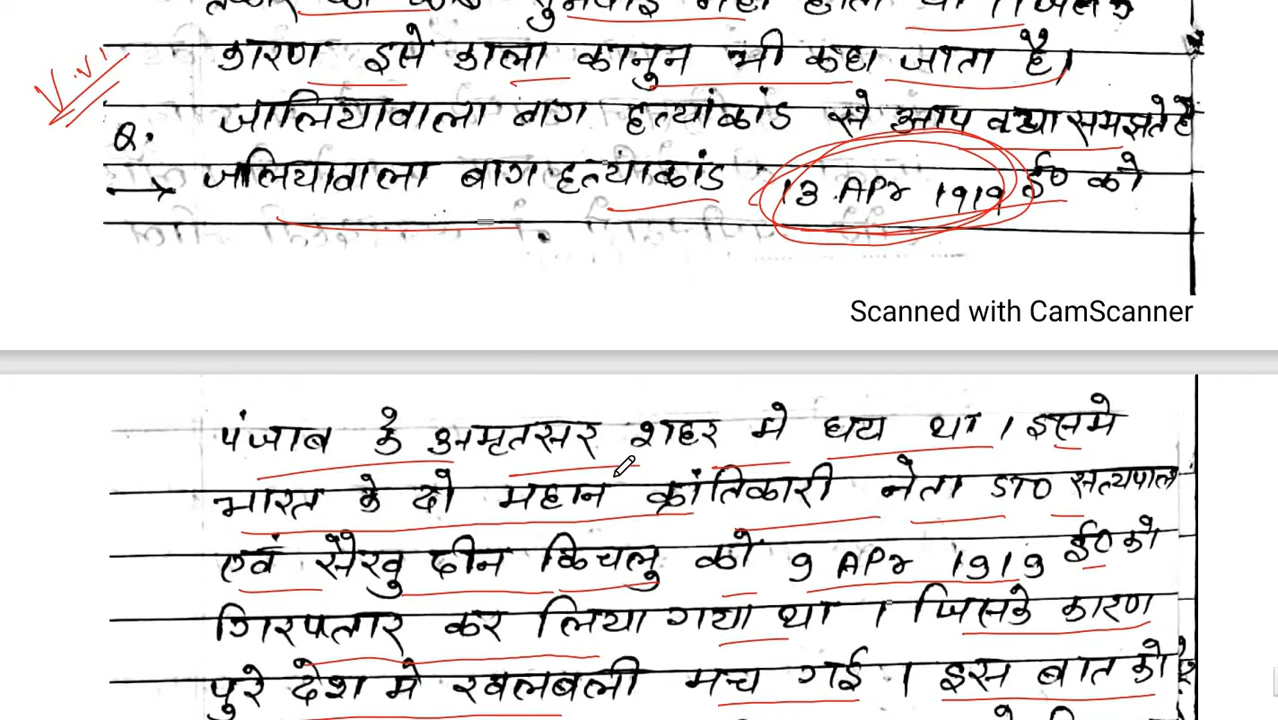 कारण इसे काला कानुन भी कहा जाता है।
V.V.I
Q. जालियावाला बाग हत्यांकांड से आप क्या समझते है
→ जलियावाला बाग हत्यांकांड 13 APr 1919 ई० को
Scanned with CamScanner
पंजाब के अमृतसर शहर मे घटा था। इसमे
भारत के दो महान क्रांतिकारी नेता डा० सत्यपाल
एवं सैखु दीन किचलु को 9 APr 1919 ई० को
गिरफ्तार कर लिया गया था। जिसके कारण
पुरे देश मे खलबली मच गई। इस बात को